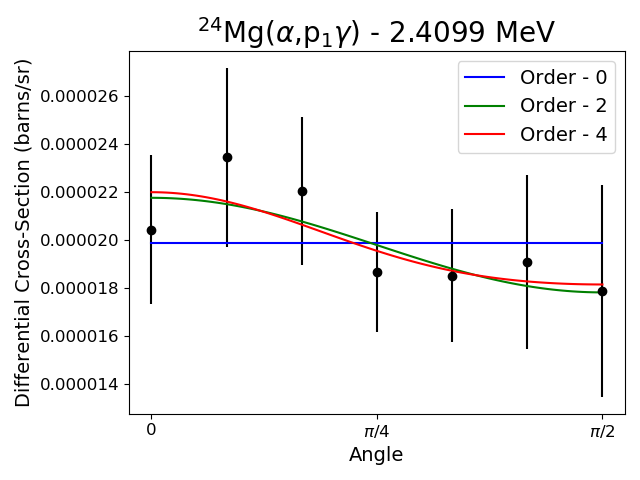 ²⁴Mg(α,p₁γ) - 2.4099 MeV
Order - 0
Order - 2
Order - 4
Differential Cross-Section (barns/sr)
0.000026
0.000024
0.000022
0.000020
0.000018
0.000016
0.000014
0
π/4
π/2
Angle